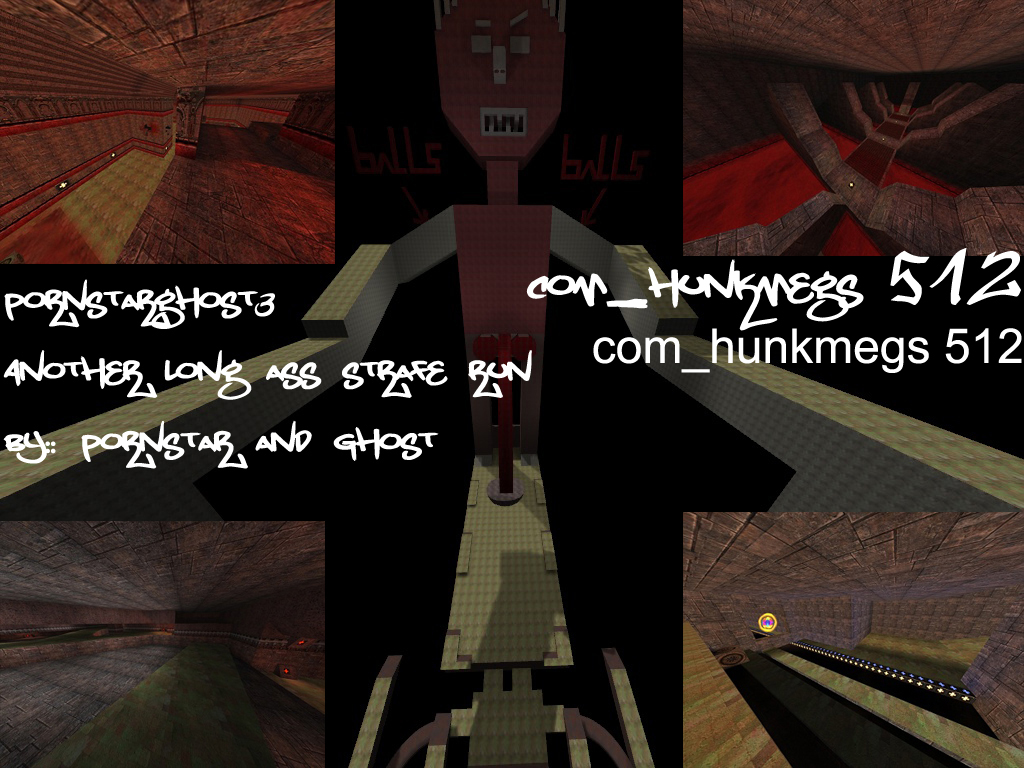 balls balls
com_hunkmegs 512
pornstarghost3
com_hunkmegs 512
another long ass strafe run
by:: pornstar and ghost